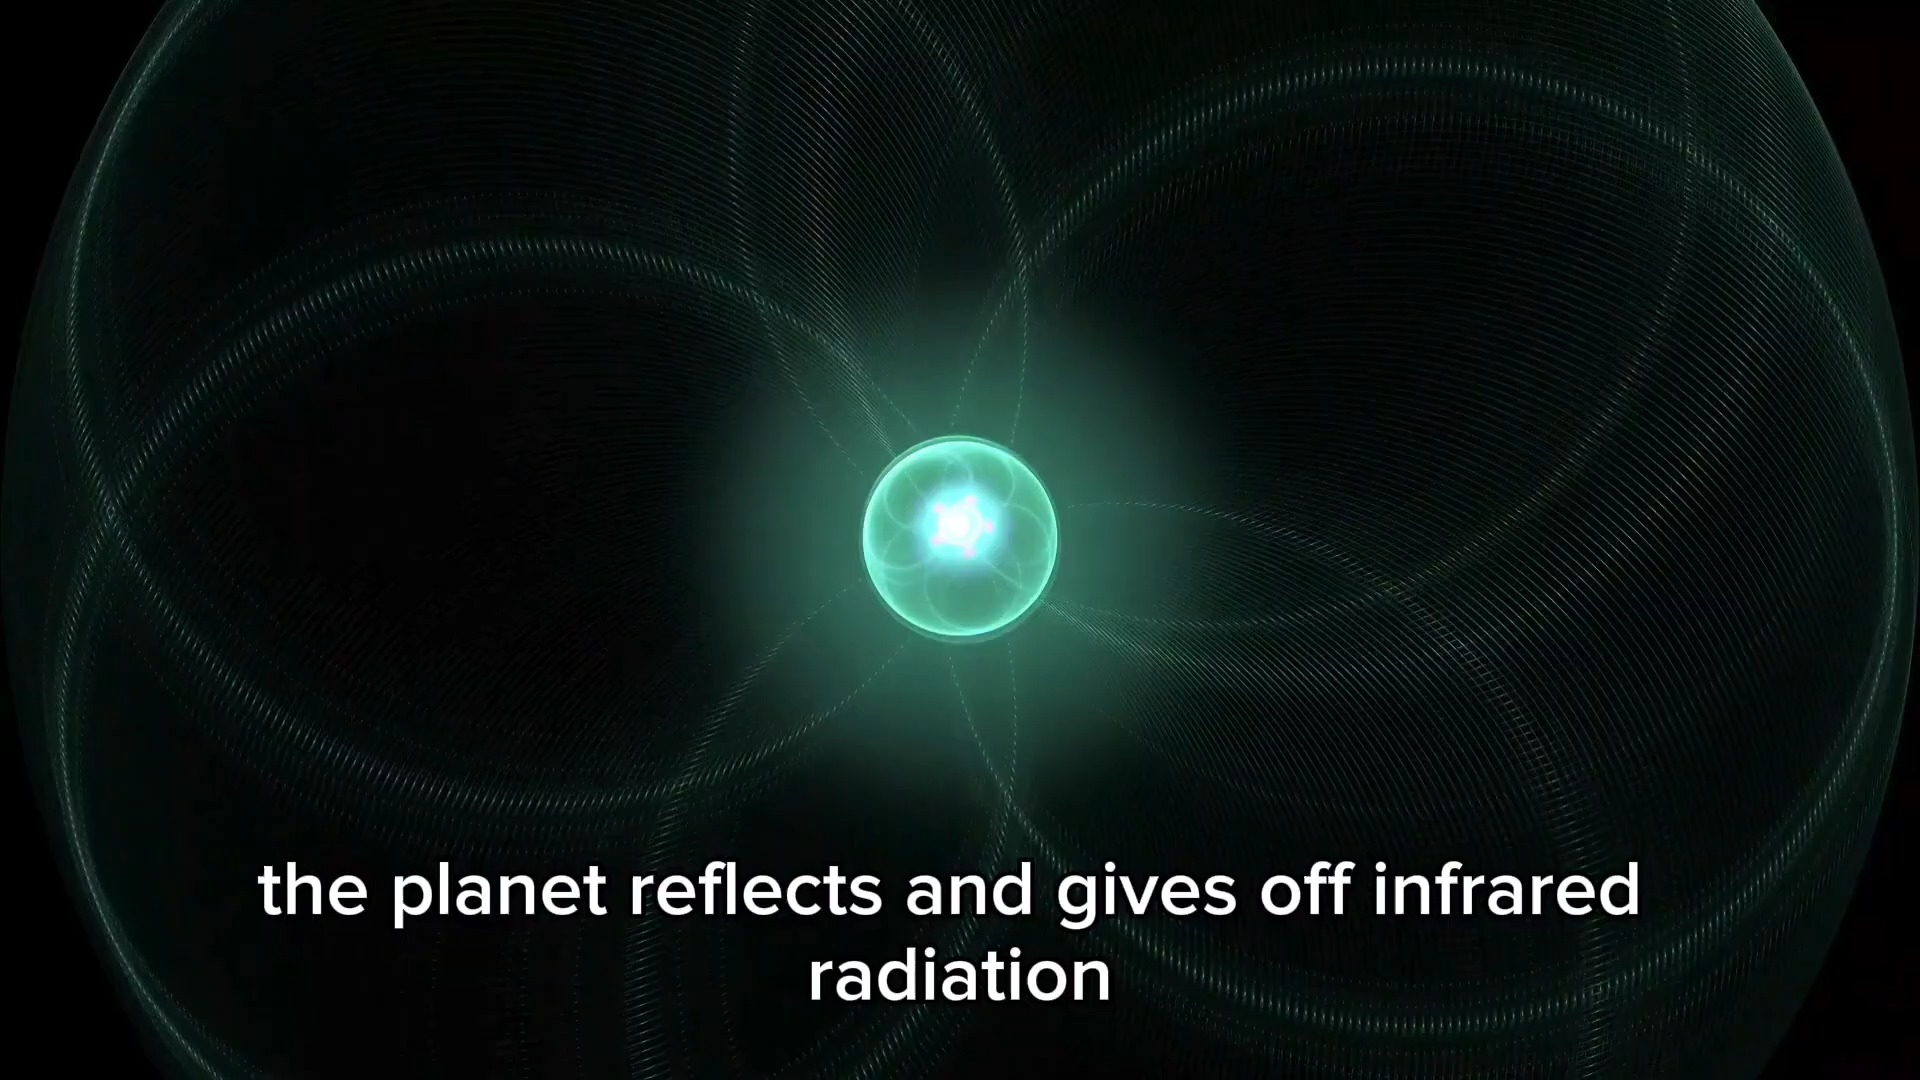 the planet reflects and gives off infrared
radiation